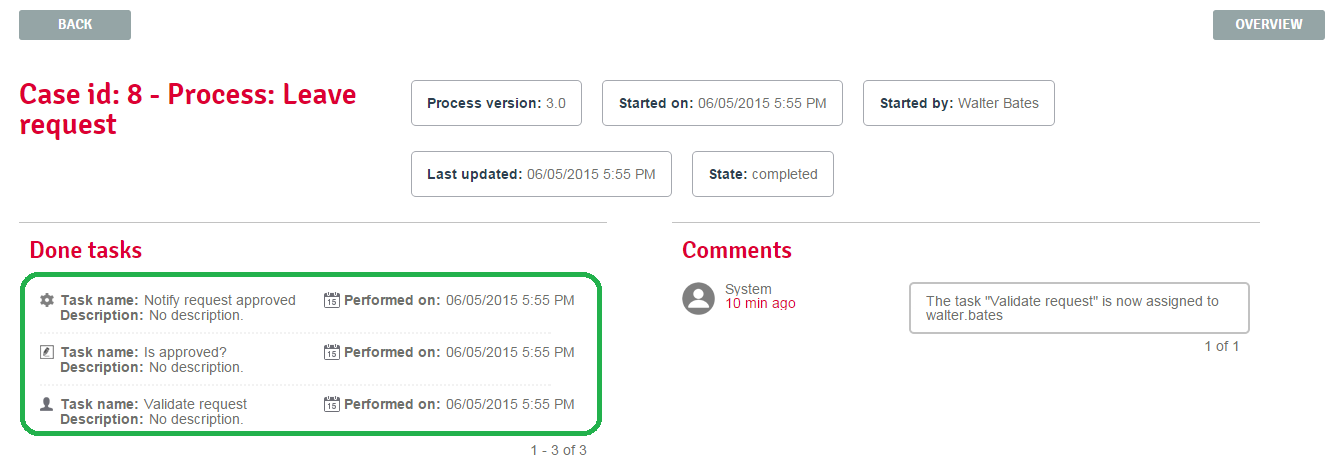 BACK
OVERVIEW
Case id: 8 - Process: Leave
request
Process version: 3.0
Started on: 06/05/2015 5:55 PM
Started by: Walter Bates
Last updated: 06/05/2015 5:55 PM
State: completed
Done tasks
Task name: Notify request approved
Description: No description.
15 Performed on: 06/05/2015 5:55 PM
Task name: Is approved?
Description: No description.
15 Performed on: 06/05/2015 5:55 PM
Task name: Validate request
Description: No description.
15 Performed on: 06/05/2015 5:55 PM
1 - 3 of 3
Comments
System
10 min ago
The task "Validate request" is now assigned to
walter.bates
1 of 1